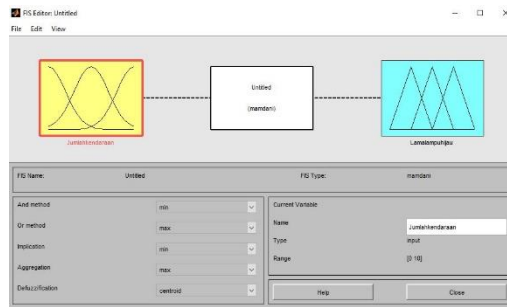 FIS Editor: Untitled
File Edit View
Untitled
(mamdani)
Jumlahkendaraan
Lamalampuhijau
FIS Name: Untitled FIS Type: mamdani
And method min
Or method max
Implication min
Aggregation max
Defuzzification centroid
Current Variable
Name Jumlahkendaraan
Type input
Range [0 10]
Help Close